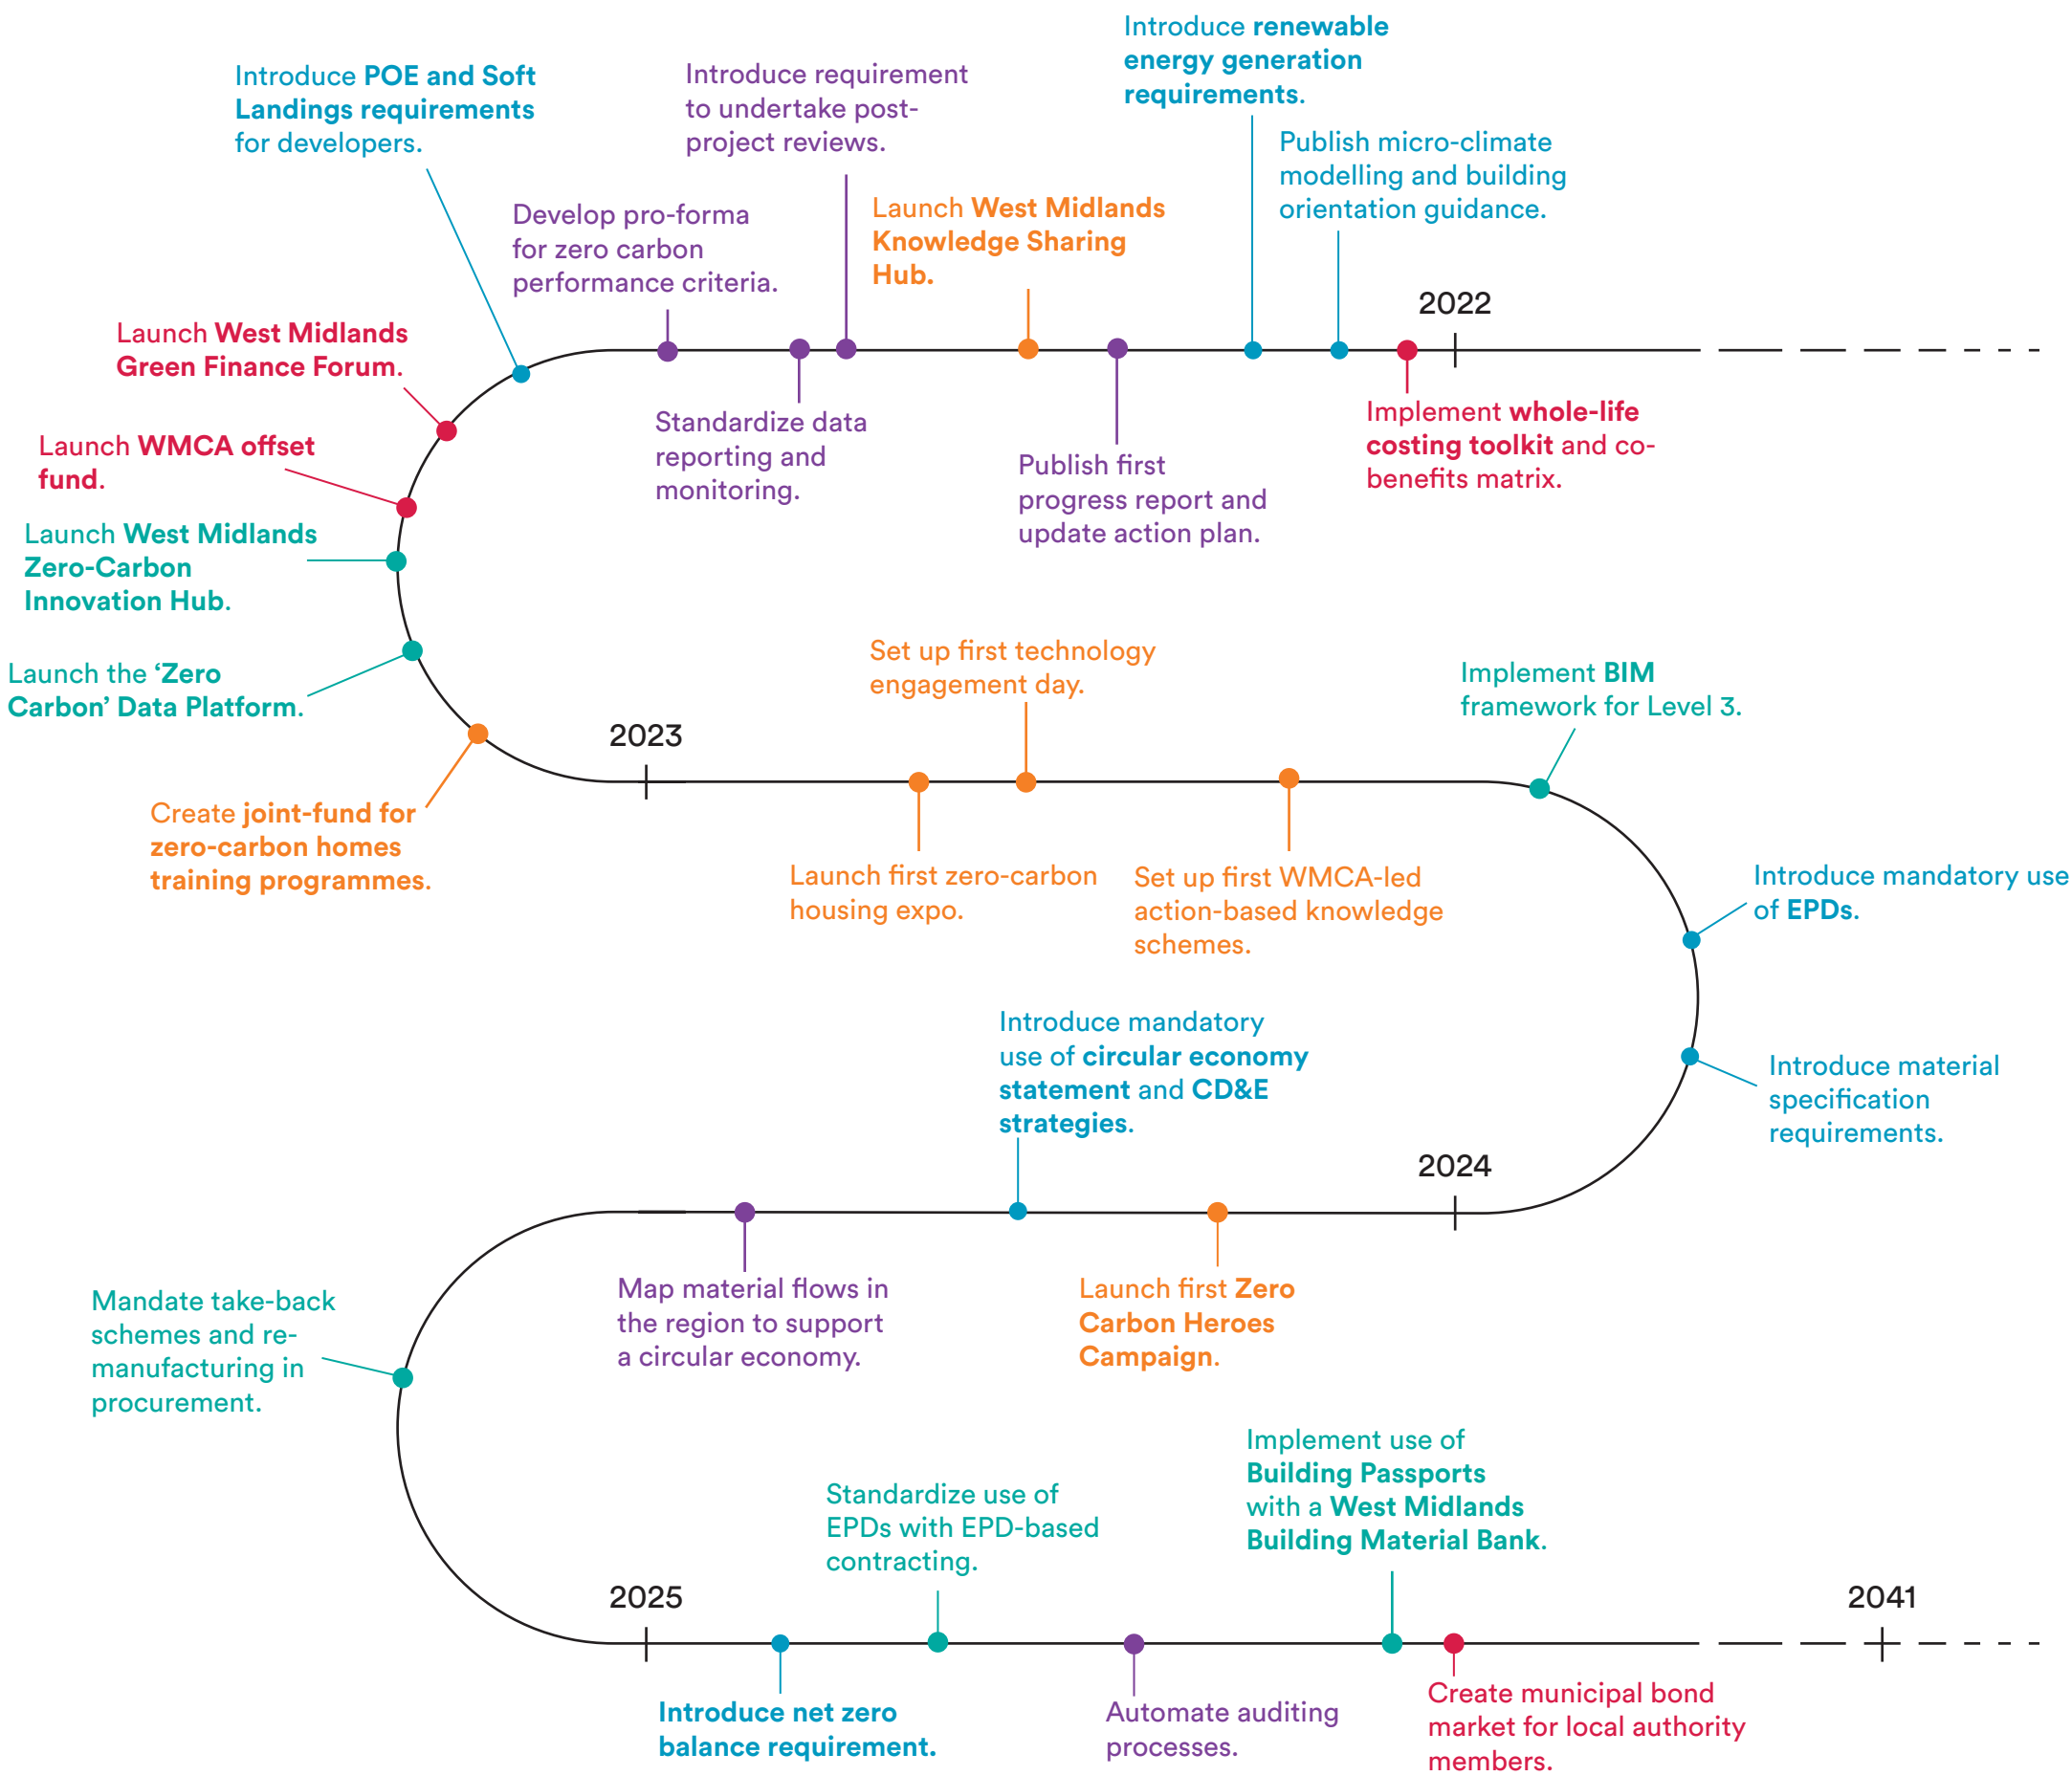 Introduce renewable
energy generation
requirements.
Introduce POE and Soft
Landings requirements
for developers.
Introduce requirement
to undertake post-
project reviews.
Publish micro-climate
modelling and building
orientation guidance.
Develop pro-forma
for zero carbon
performance criteria.
Launch West Midlands
Knowledge Sharing
Hub.
2022
Launch West Midlands
Green Finance Forum.
Launch WMCA offset
fund.
Standardize data
reporting and
monitoring.
Publish first
progress report and
update action plan.
Implement whole-life
costing toolkit and co-
benefits matrix.
Launch West Midlands
Zero-Carbon
Innovation Hub.
Launch the ‘Zero
Carbon’ Data Platform.
Create joint-fund for
zero-carbon homes
training programmes.
2023
Set up first technology
engagement day.
Implement BIM
framework for Level 3.
Launch first zero-carbon
housing expo.
Set up first WMCA-led
action-based knowledge
schemes.
Introduce mandatory use
of EPDs.
Introduce material
specification
requirements.
Introduce mandatory
use of circular economy
statement and CD&E
strategies.
2024
Map material flows in
the region to support
a circular economy.
Launch first Zero
Carbon Heroes
Campaign.
Mandate take-back
schemes and re-
manufacturing in
procurement.
Standardize use of
EPDs with EPD-based
contracting.
Implement use of
Building Passports
with a West Midlands
Building Material Bank.
2025
2041
Introduce net zero
balance requirement.
Automate auditing
processes.
Create municipal bond
market for local authority
members.